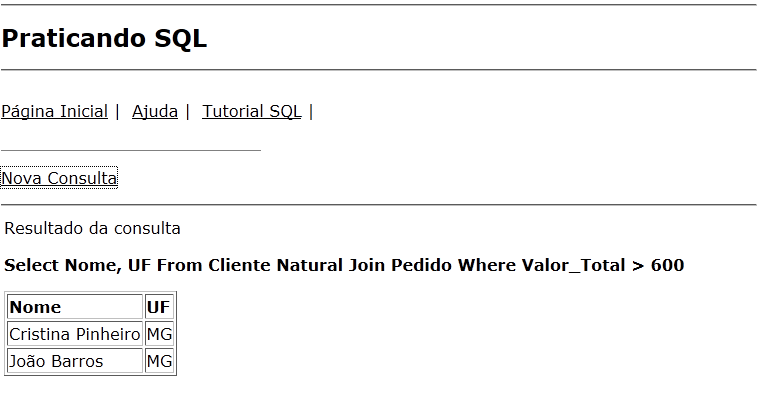 Praticando SQL
Página Inicial | Ajuda | Tutorial SQL |
Nova Consulta
Resultado da consulta
Select Nome, UF From Cliente Natural Join Pedido Where Valor_Total > 600
Nome UF
Cristina Pinheiro MG
João Barros MG